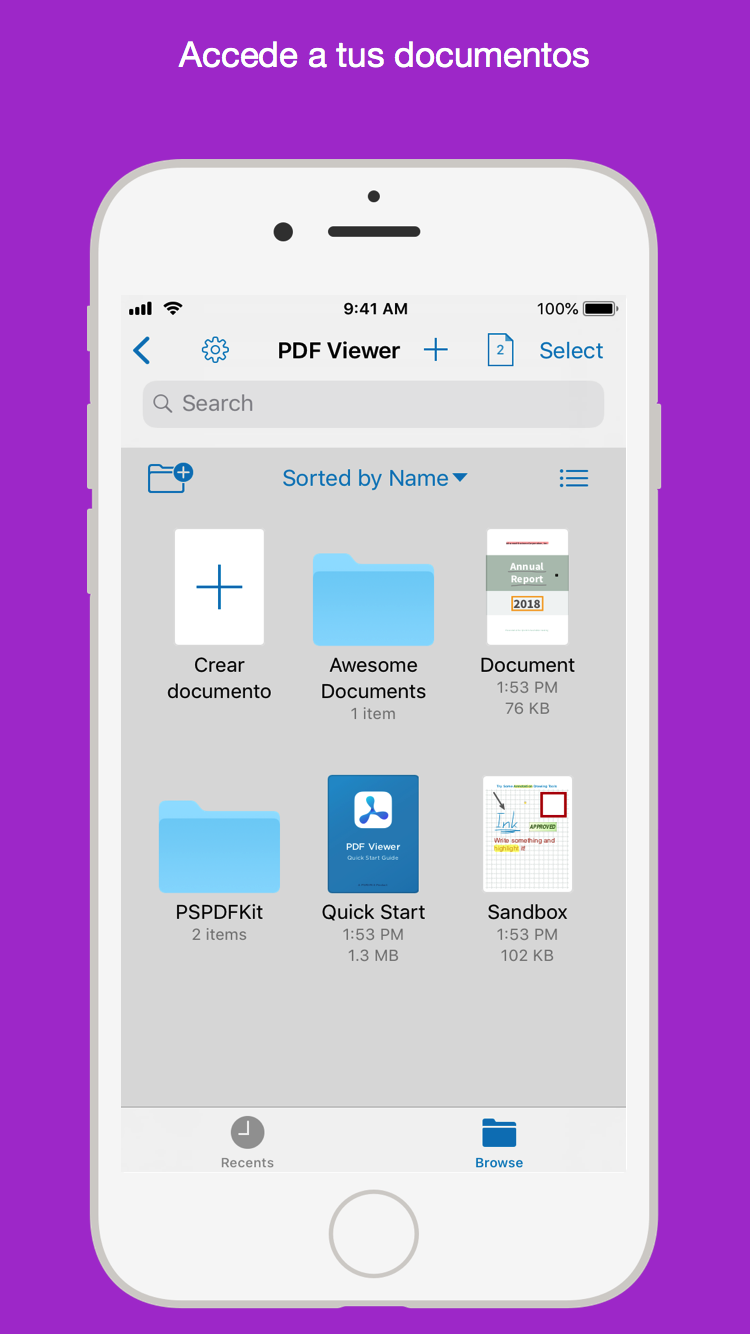 Accede a tus documentos
9:41 AM
100%
PDF Viewer
2
Select
Search
Sorted by Name
Annual
Report
2018
Crear
documento
Awesome
Documents
1 item
Document
1:53 PM
76 KB
PDF Viewer
Quick Start Guide
Ink
APPROVED
Write something and
highlight it!
PSPDFKit
2 items
Quick Start
1:53 PM
1.3 MB
Sandbox
1:53 PM
102 KB
Recents
Browse